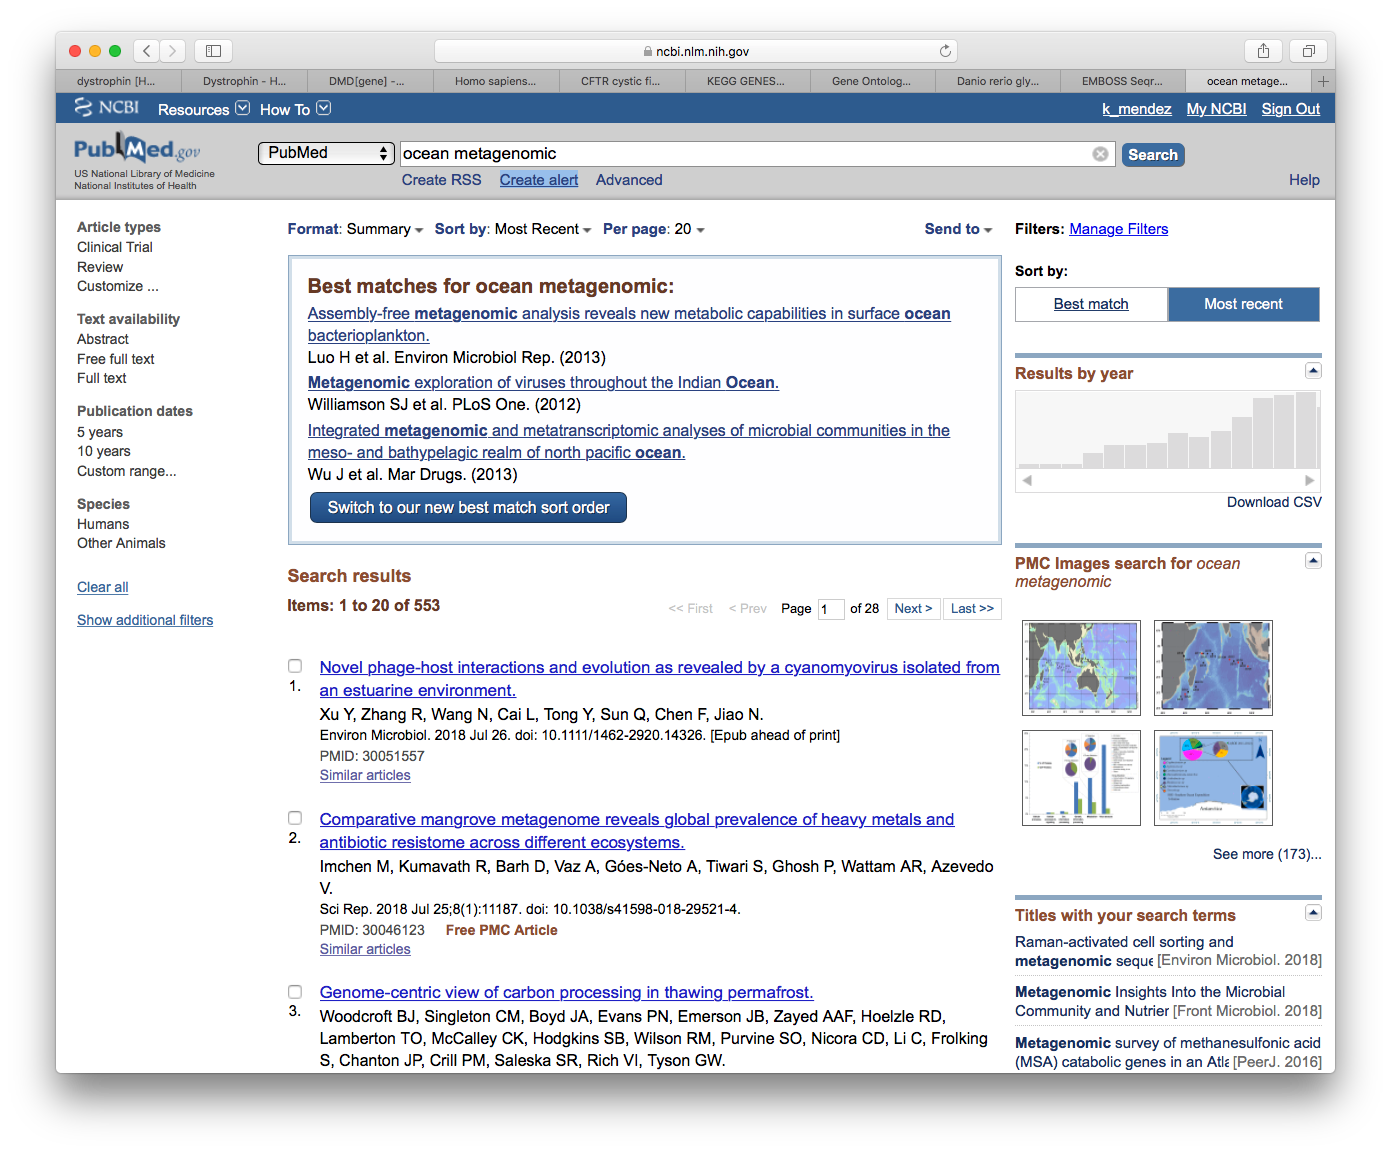 ncbi.nlm.nih.gov
dystrophin [H...
Dystrophin - H...
DMD[gene] -...
Homo sapiens...
CFTR cystic fi...
KEGG GENES...
Gene Ontolog...
Danio rerio gly...
EMBOSS Seqr...
ocean metage...
NCBI Resources How To
k_mendez My NCBI Sign Out
PubMed.gov
US National Library of Medicine
National Institutes of Health
PubMed
ocean metagenomic
Search
Create RSS Create alert Advanced
Help
Article types
Clinical Trial
Review
Customize ...
Text availability
Abstract
Free full text
Full text
Publication dates
5 years
10 years
Custom range...
Species
Humans
Other Animals
Clear all
Show additional filters
Format: Summary Sort by: Most Recent Per page: 20
Send to
Best matches for ocean metagenomic:
Assembly-free metagenomic analysis reveals new metabolic capabilities in surface ocean
bacterioplankton.
Luo H et al. Environ Microbiol Rep. (2013)
Metagenomic exploration of viruses throughout the Indian Ocean.
Williamson SJ et al. PLoS One. (2012)
Integrated metagenomic and metatranscriptomic analyses of microbial communities in the
meso- and bathypelagic realm of north pacific ocean.
Wu J et al. Mar Drugs. (2013)
Switch to our new best match sort order
Search results
Items: 1 to 20 of 553
<< First < Prev Page 1 of 28 Next > Last >>
1.
Novel phage-host interactions and evolution as revealed by a cyanomyovirus isolated from
an estuarine environment.
Xu Y, Zhang R, Wang N, Cai L, Tong Y, Sun Q, Chen F, Jiao N.
Environ Microbiol. 2018 Jul 26. doi: 10.1111/1462-2920.14326. [Epub ahead of print]
PMID: 30051557
Similar articles
2.
Comparative mangrove metagenome reveals global prevalence of heavy metals and
antibiotic resistome across different ecosystems.
Imchen M, Kumavath R, Barh D, Vaz A, Góes-Neto A, Tiwari S, Ghosh P, Wattam AR, Azevedo
V.
Sci Rep. 2018 Jul 25;8(1):11187. doi: 10.1038/s41598-018-29521-4.
PMID: 30046123 Free PMC Article
Similar articles
3.
Genome-centric view of carbon processing in thawing permafrost.
Woodcroft BJ, Singleton CM, Boyd JA, Evans PN, Emerson JB, Zayed AAF, Hoelzle RD,
Lamberton TO, McCalley CK, Hodgkins SB, Wilson RM, Purvine SO, Nicora CD, Li C, Frolking
S, Chanton JP, Crill PM, Saleska SR, Rich VI, Tyson GW.
Filters: Manage Filters
Sort by:
Best match Most recent
Results by year
Download CSV
PMC Images search for ocean
metagenomic
Antarctica
See more (173)...
Titles with your search terms
Raman-activated cell sorting and
metagenomic seque [Environ Microbiol. 2018]
Metagenomic Insights Into the Microbial
Community and Nutrier [Front Microbiol. 2018]
Metagenomic survey of methanesulfonic acid
(MSA) catabolic genes in an Atla [PeerJ. 2016]